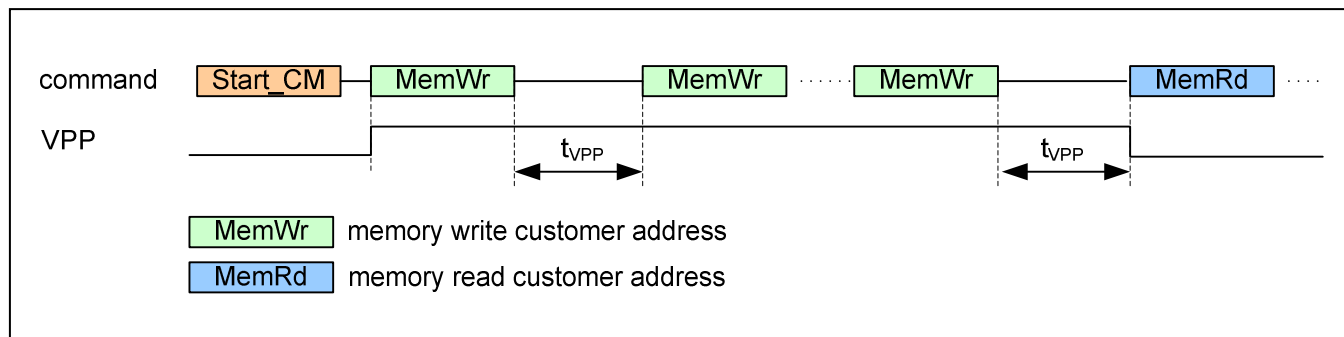 command Start_CM MemWr MemWr ...... MemWr MemRd ....
VPP
tVPP tVPP
MemWr memory write customer address
MemRd memory read customer address